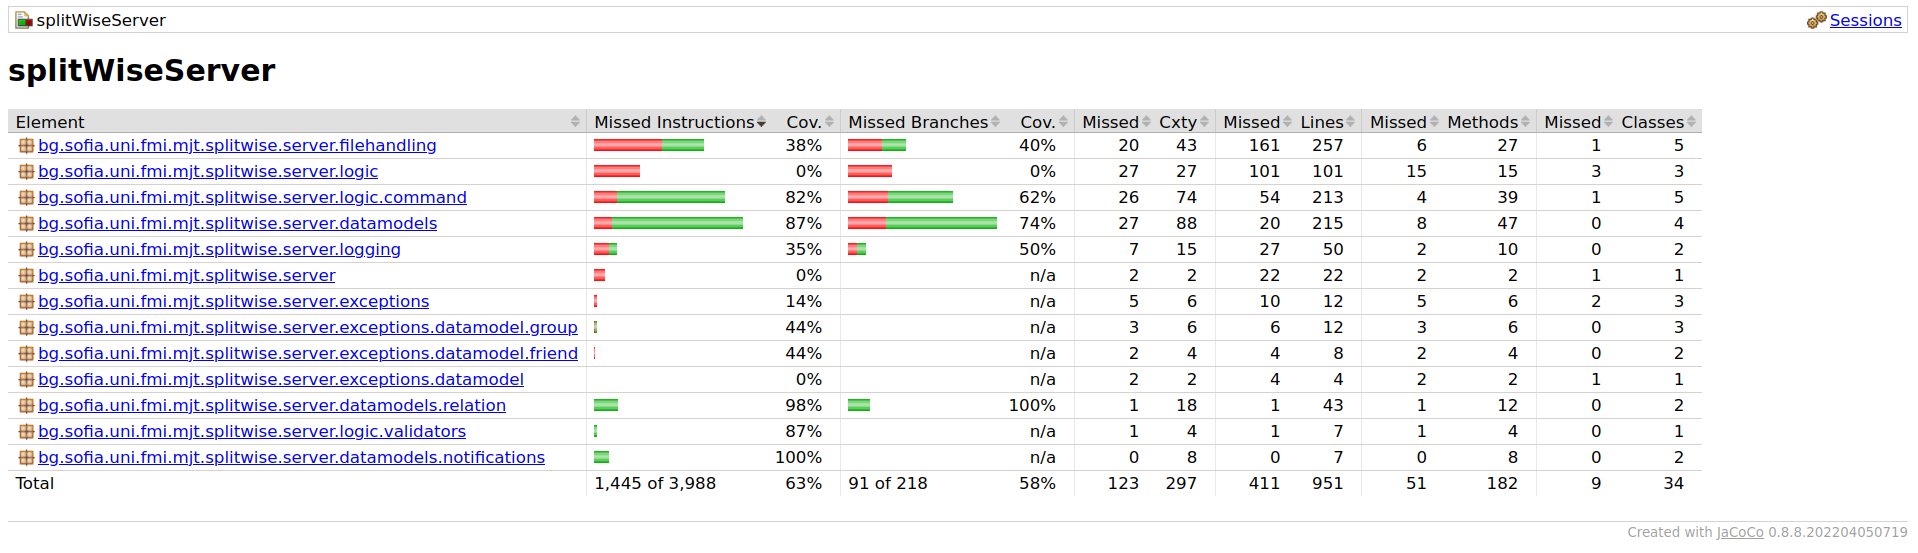 splitWiseServer Sessions
splitWiseServer
Element Missed Instructions Cov. Missed Branches Cov. Missed Cxty Missed Lines Missed Methods Missed Classes
bg.sofia.uni.fmi.mjt.splitwise.server.filehandling 38% 40% 20 43 161 257 6 27 1 5
bg.sofia.uni.fmi.mjt.splitwise.server.logic 0% 0% 27 27 101 101 15 15 3 3
bg.sofia.uni.fmi.mjt.splitwise.server.logic.command 82% 62% 26 74 54 213 4 39 1 5
bg.sofia.uni.fmi.mjt.splitwise.server.datamodels 87% 74% 27 88 20 215 8 47 0 4
bg.sofia.uni.fmi.mjt.splitwise.server.logging 35% 50% 7 15 27 50 2 10 0 2
bg.sofia.uni.fmi.mjt.splitwise.server 0% n/a 2 2 22 22 2 2 1 1
bg.sofia.uni.fmi.mjt.splitwise.server.exceptions 14% n/a 5 6 10 12 5 6 2 3
bg.sofia.uni.fmi.mjt.splitwise.server.exceptions.datamodel.group 44% n/a 3 6 6 12 3 6 0 3
bg.sofia.uni.fmi.mjt.splitwise.server.exceptions.datamodel.friend 44% n/a 2 4 4 8 2 4 0 2
bg.sofia.uni.fmi.mjt.splitwise.server.exceptions.datamodel 0% n/a 2 2 4 4 2 2 1 1
bg.sofia.uni.fmi.mjt.splitwise.server.datamodels.relation 98% 100% 1 18 1 43 1 12 0 2
bg.sofia.uni.fmi.mjt.splitwise.server.logic.validators 87% n/a 1 4 1 7 1 4 0 1
bg.sofia.uni.fmi.mjt.splitwise.server.datamodels.notifications 100% n/a 0 8 0 7 0 8 0 2
Total 1,445 of 3,988 63% 91 of 218 58% 123 297 411 951 51 182 9 34
Created with JaCoCo 0.8.8.202204050719